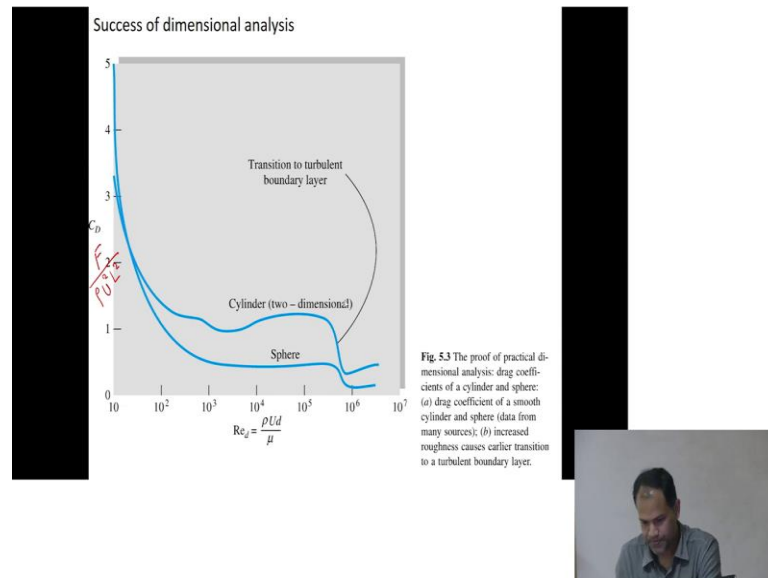 Success of dimensional analysis
5
4
3
2
1
0
C_D
F
ρU²L²
Transition to turbulent
boundary layer
Cylinder (two – dimensional)
Sphere
10 10² 10³ 10⁴ 10⁵ 10⁶ 10⁷
Re_d = ρUd
μ
Fig. 5.3 The proof of practical di-
mensional analysis: drag coeffi-
cients of a cylinder and sphere:
(a) drag coefficient of a smooth
cylinder and sphere (data from
many sources); (b) increased
roughness causes earlier transition
to a turbulent boundary layer.